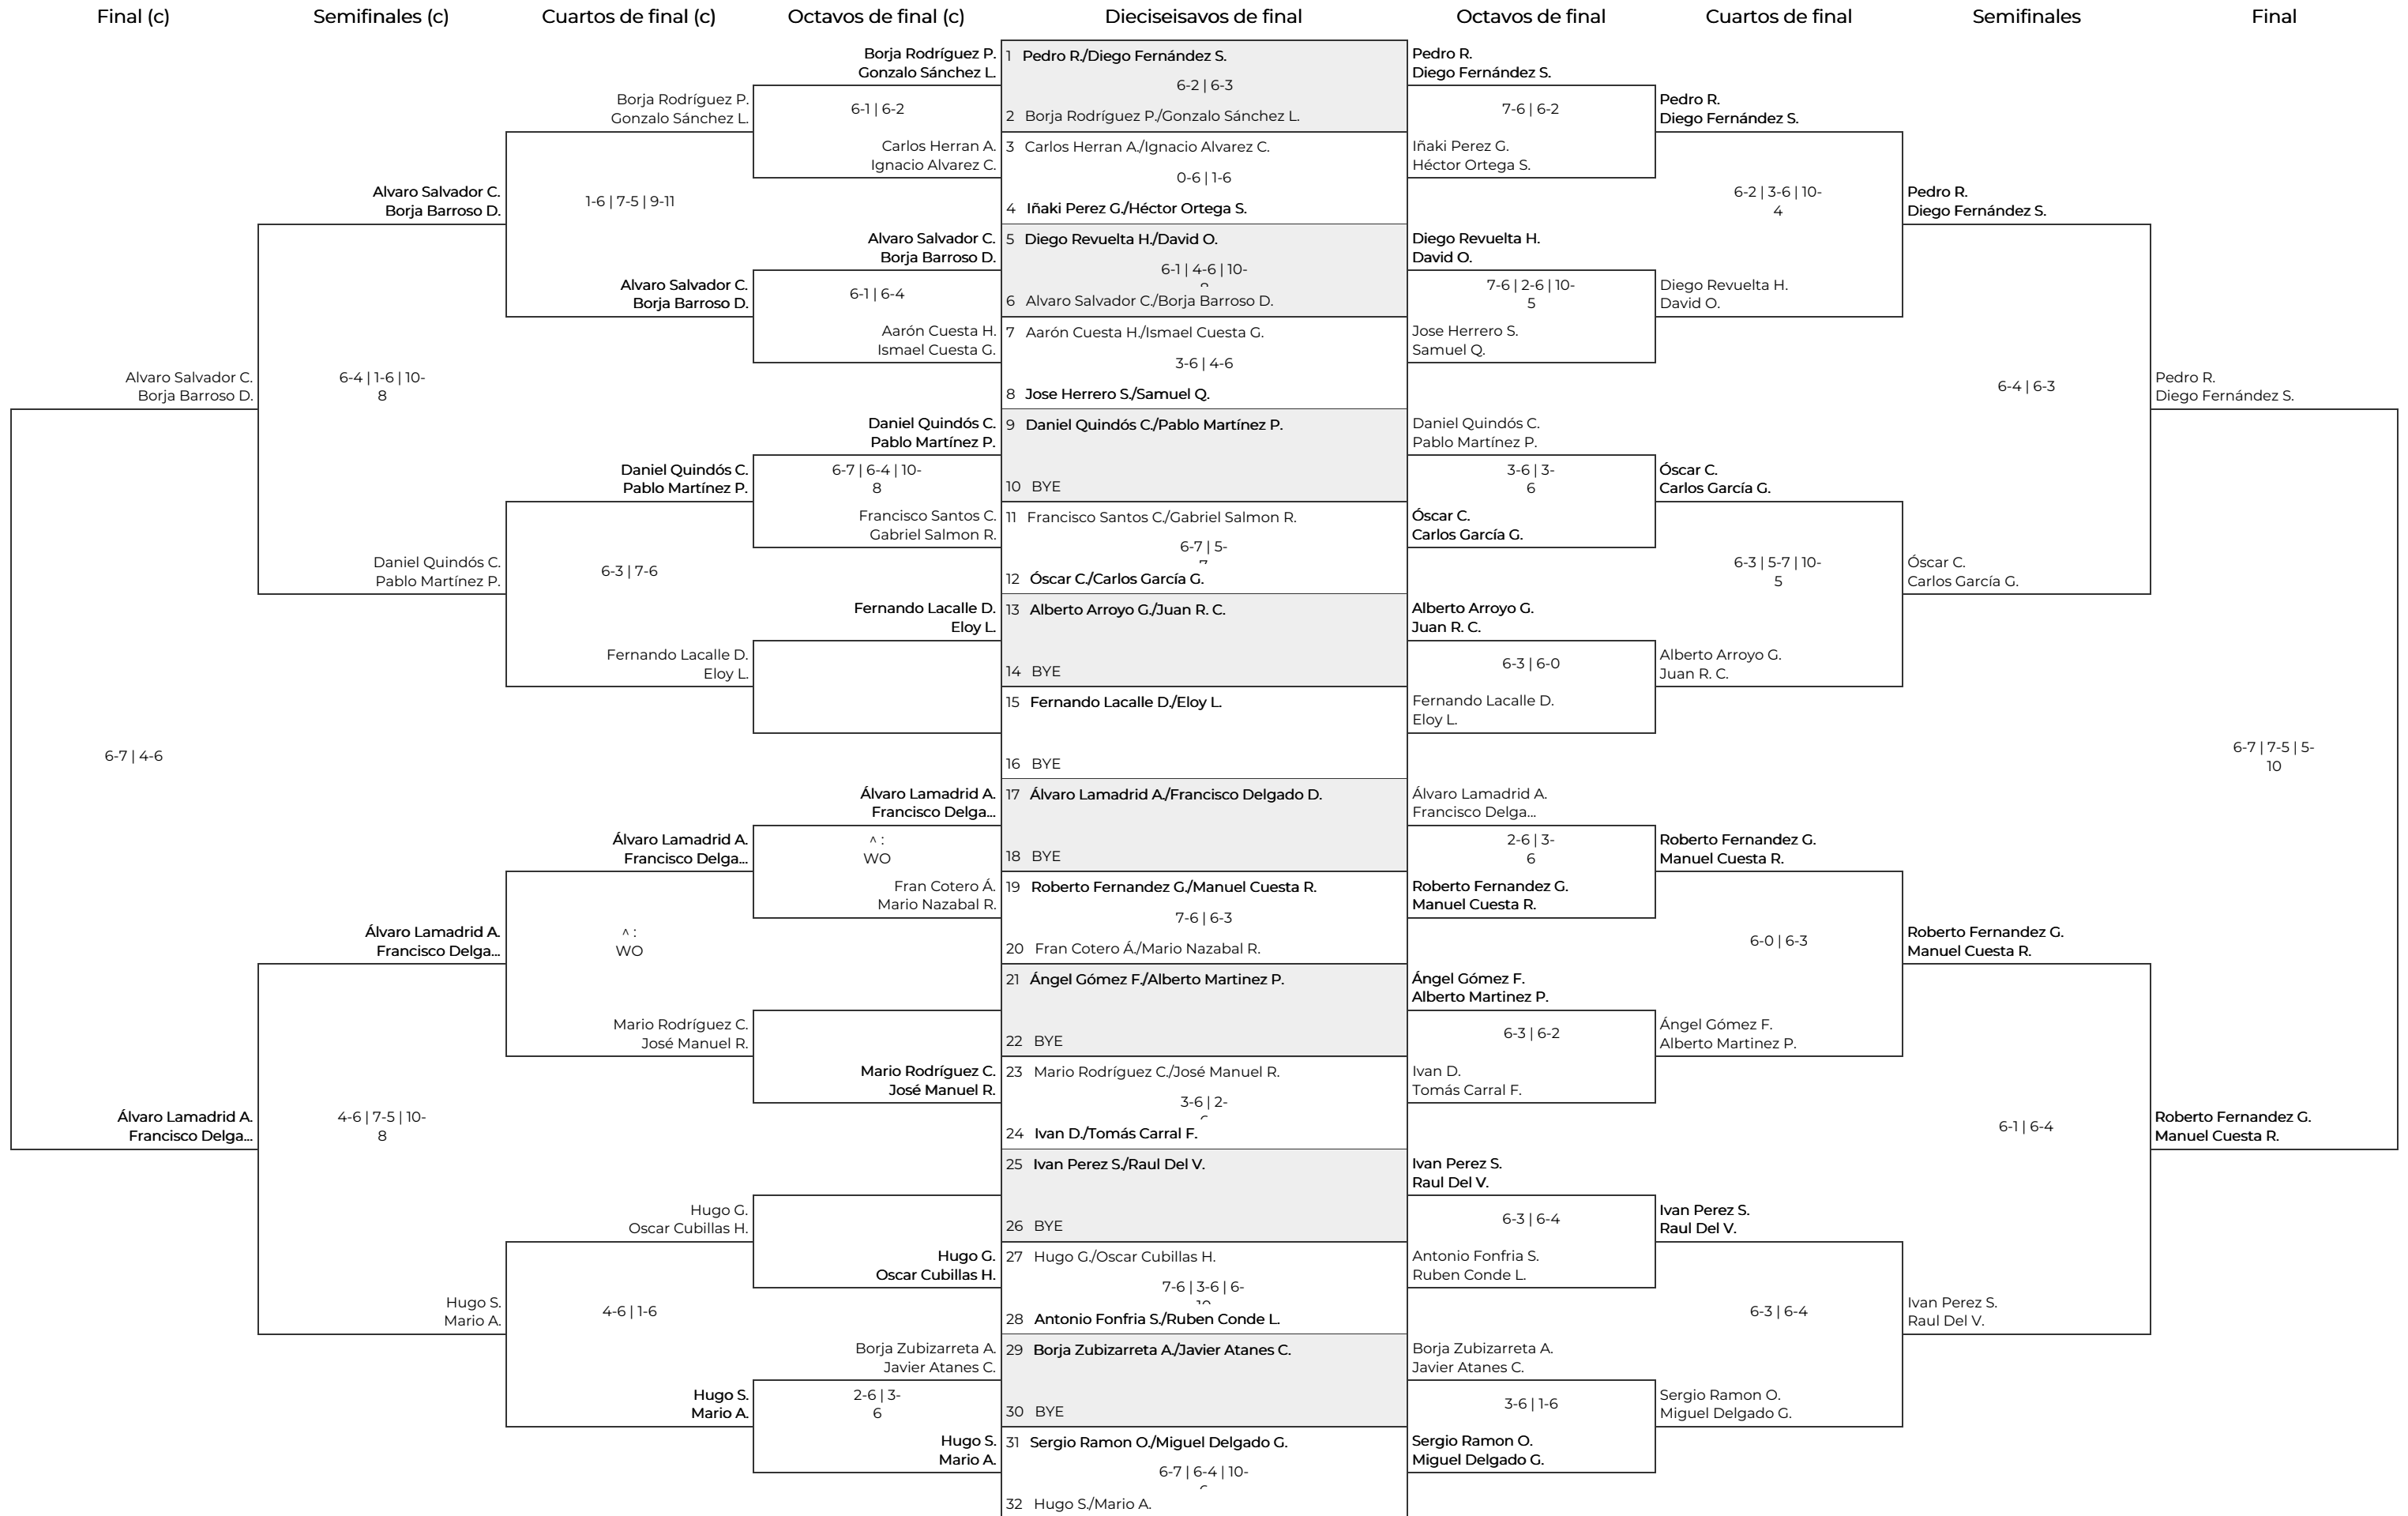 Final (c)
Semifinales (c)
Cuartos de final (c)
Octavos de final (c)
Dieciseisavos de final
Octavos de final
Cuartos de final
Semifinales
Final
Alvaro Salvador C.
Borja Barroso D.
6-7 | 4-6
Álvaro Lamadrid A.
Francisco Delga...
Alvaro Salvador C.
Borja Barroso D.
6-4 | 1-6 | 10-
8
Daniel Quindós C.
Pablo Martínez P.
Álvaro Lamadrid A.
Francisco Delga...
4-6 | 7-5 | 10-
8
Hugo S.
Mario A.
Borja Rodríguez P.
Gonzalo Sánchez L.
1-6 | 7-5 | 9-11
Alvaro Salvador C.
Borja Barroso D.
Daniel Quindós C.
Pablo Martínez P.
6-3 | 7-6
Fernando Lacalle D.
Eloy L.
Álvaro Lamadrid A.
Francisco Delga...
^ :
WO
Mario Rodríguez C.
José Manuel R.
Hugo G.
Oscar Cubillas H.
4-6 | 1-6
Hugo S.
Mario A.
Borja Rodríguez P.
Gonzalo Sánchez L.
6-1 | 6-2
Carlos Herran A.
Ignacio Alvarez C.
Alvaro Salvador C.
Borja Barroso D.
6-1 | 6-4
Aarón Cuesta H.
Ismael Cuesta G.
Daniel Quindós C.
Pablo Martínez P.
6-7 | 6-4 | 10-
8
Francisco Santos C.
Gabriel Salmon R.
Fernando Lacalle D.
Eloy L.
Álvaro Lamadrid A.
Francisco Delga...
^ :
WO
Fran Cotero Á.
Mario Nazabal R.
Mario Rodríguez C.
José Manuel R.
Hugo G.
Oscar Cubillas H.
Borja Zubizarreta A.
Javier Atanes C.
2-6 | 3-
6
Hugo S.
Mario A.
1 Pedro R./Diego Fernández S.
6-2 | 6-3
2 Borja Rodríguez P./Gonzalo Sánchez L.
3 Carlos Herran A./Ignacio Alvarez C.
0-6 | 1-6
4 Iñaki Perez G./Héctor Ortega S.
5 Diego Revuelta H./David O.
6-1 | 4-6 | 10-
6 Alvaro Salvador C./Borja Barroso D.
7 Aarón Cuesta H./Ismael Cuesta G.
3-6 | 4-6
8 Jose Herrero S./Samuel Q.
9 Daniel Quindós C./Pablo Martínez P.
10 BYE
11 Francisco Santos C./Gabriel Salmon R.
6-7 | 5-
12 Óscar C./Carlos García G.
13 Alberto Arroyo G./Juan R. C.
14 BYE
15 Fernando Lacalle D./Eloy L.
16 BYE
17 Álvaro Lamadrid A./Francisco Delgado D.
18 BYE
19 Roberto Fernandez G./Manuel Cuesta R.
7-6 | 6-3
20 Fran Cotero Á./Mario Nazabal R.
21 Ángel Gómez F./Alberto Martinez P.
22 BYE
23 Mario Rodríguez C./José Manuel R.
3-6 | 2-
24 Ivan D./Tomás Carral F.
25 Ivan Perez S./Raul Del V.
26 BYE
27 Hugo G./Oscar Cubillas H.
7-6 | 3-6 | 6-
28 Antonio Fonfria S./Ruben Conde L.
29 Borja Zubizarreta A./Javier Atanes C.
30 BYE
31 Sergio Ramon O./Miguel Delgado G.
6-7 | 6-4 | 10-
32 Hugo S./Mario A.
Pedro R.
Diego Fernández S.
7-6 | 6-2
Iñaki Perez G.
Héctor Ortega S.
Diego Revuelta H.
David O.
7-6 | 2-6 | 10-
5
Jose Herrero S.
Samuel Q.
Daniel Quindós C.
Pablo Martínez P.
3-6 | 3-
6
Óscar C.
Carlos García G.
Alberto Arroyo G.
Juan R. C.
6-3 | 6-0
Fernando Lacalle D.
Eloy L.
Álvaro Lamadrid A.
Francisco Delga...
2-6 | 3-
6
Roberto Fernandez G.
Manuel Cuesta R.
Ángel Gómez F.
Alberto Martinez P.
6-3 | 6-2
Ivan D.
Tomás Carral F.
Ivan Perez S.
Raul Del V.
6-3 | 6-4
Antonio Fonfria S.
Ruben Conde L.
Borja Zubizarreta A.
Javier Atanes C.
3-6 | 1-6
Sergio Ramon O.
Miguel Delgado G.
Pedro R.
Diego Fernández S.
6-2 | 3-6 | 10-
4
Diego Revuelta H.
David O.
Óscar C.
Carlos García G.
6-3 | 5-7 | 10-
5
Alberto Arroyo G.
Juan R. C.
Roberto Fernandez G.
Manuel Cuesta R.
6-0 | 6-3
Ángel Gómez F.
Alberto Martinez P.
Ivan Perez S.
Raul Del V.
6-3 | 6-4
Sergio Ramon O.
Miguel Delgado G.
Pedro R.
Diego Fernández S.
6-4 | 6-3
Óscar C.
Carlos García G.
Roberto Fernandez G.
Manuel Cuesta R.
6-1 | 6-4
Ivan Perez S.
Raul Del V.
Pedro R.
Diego Fernández S.
6-7 | 7-5 | 5-
10
Roberto Fernandez G.
Manuel Cuesta R.